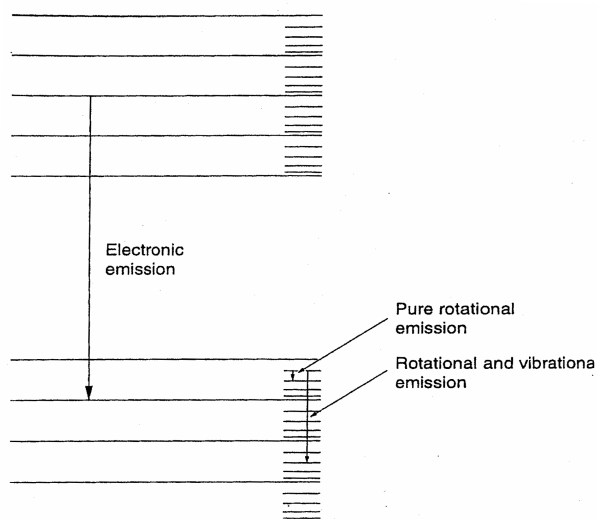 Electronic
emission
Pure rotational
emission
Rotational and vibrationa
emission